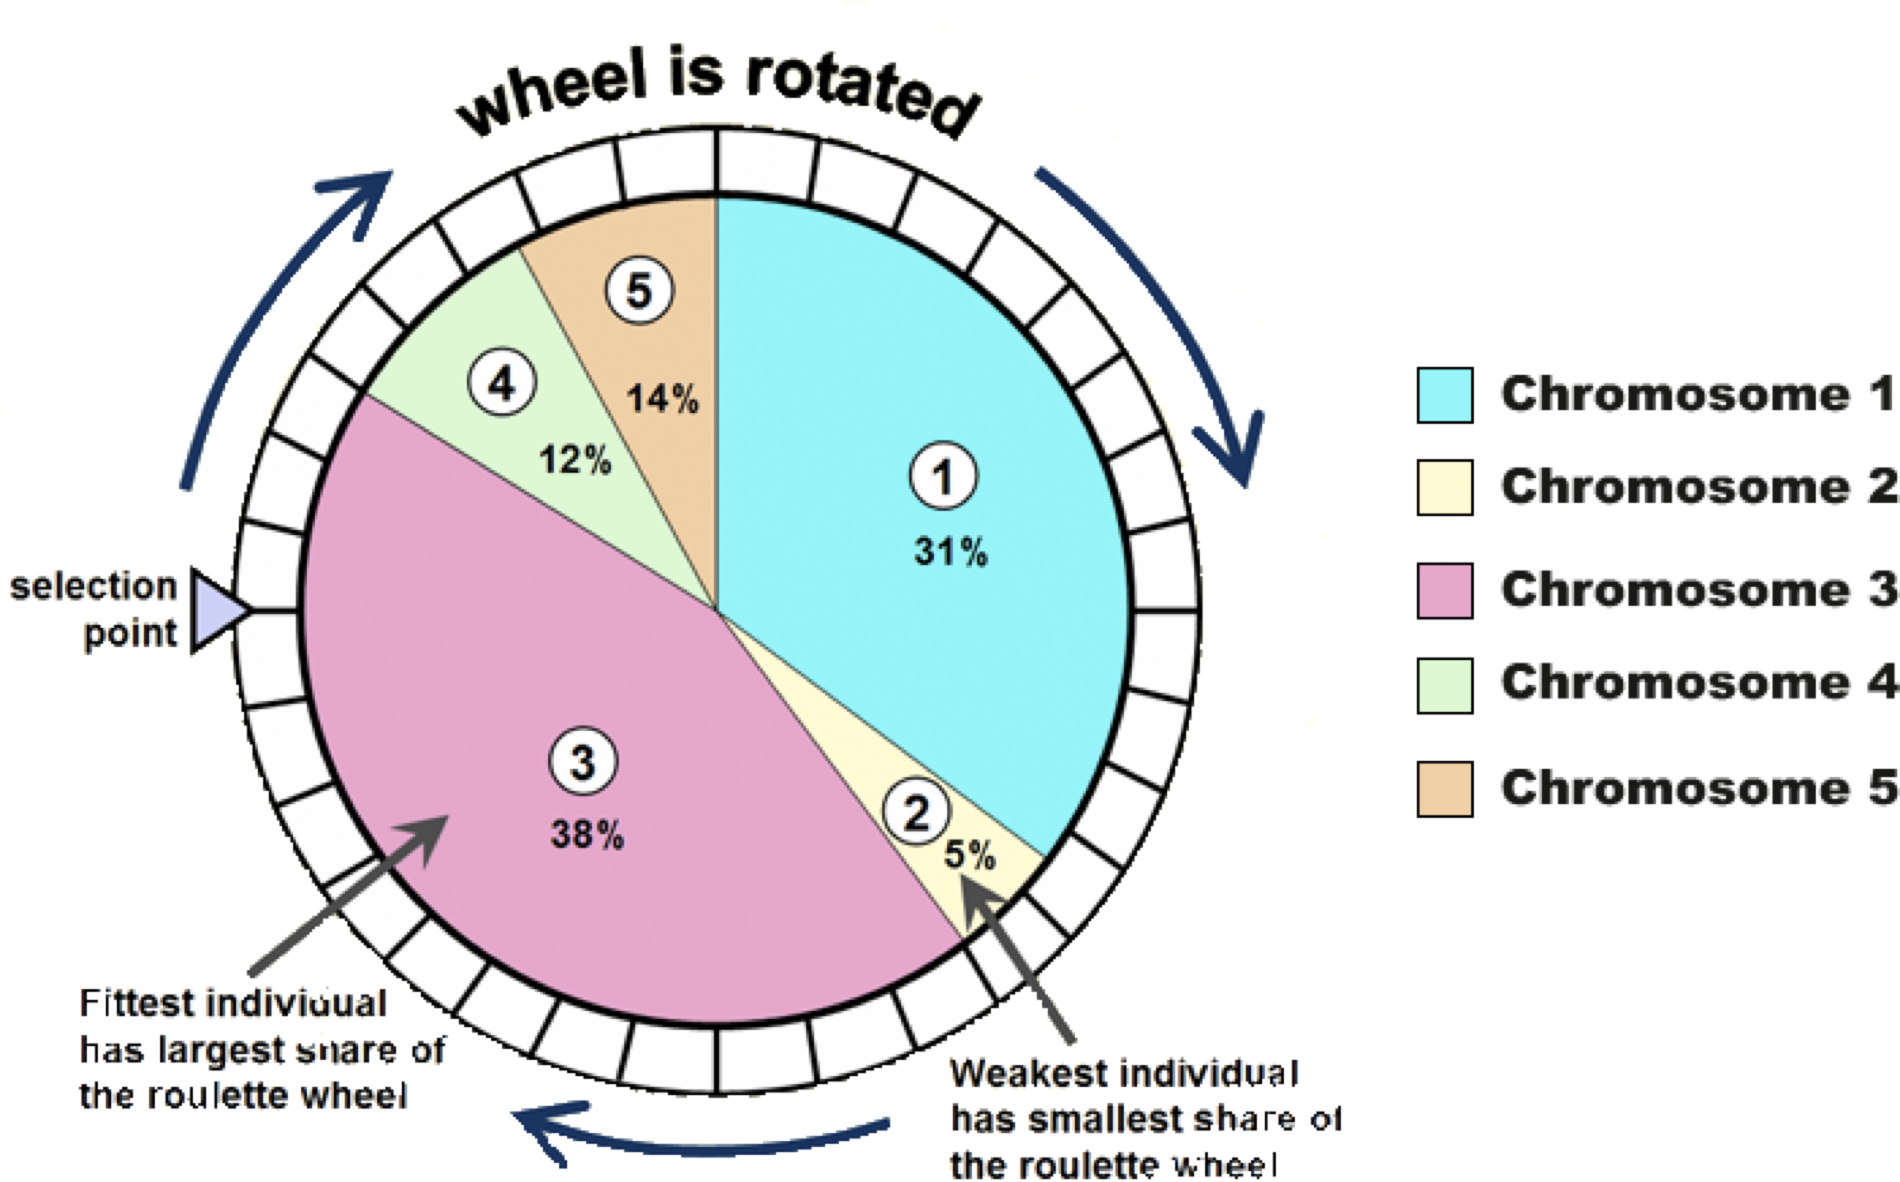 wheel is rotated
5
14%
4
12%
1
31%
selection
point
3
38%
2
5%
Fittest individual
has largest share of
the roulette wheel
Weakest individual
has smallest share of
the roulette wheel
Chromosome 1
Chromosome 2
Chromosome 3
Chromosome 4
Chromosome 5